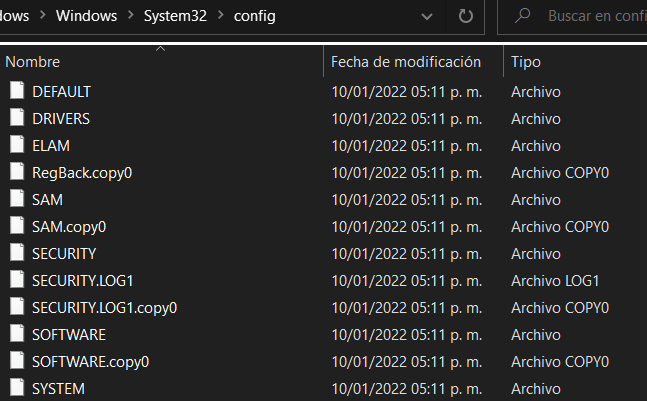 dows > Windows > System32 > config Buscar en confi
Nombre Fecha de modificación Tipo
DEFAULT 10/01/2022 05:11 p. m. Archivo
DRIVERS 10/01/2022 05:11 p. m. Archivo
ELAM 10/01/2022 05:11 p. m. Archivo
RegBack.copy0 10/01/2022 05:11 p. m. Archivo COPY0
SAM 10/01/2022 05:11 p. m. Archivo
SAM.copy0 10/01/2022 05:11 p. m. Archivo COPY0
SECURITY 10/01/2022 05:11 p. m. Archivo
SECURITY.LOG1 10/01/2022 05:11 p. m. Archivo LOG1
SECURITY.LOG1.copy0 10/01/2022 05:11 p. m. Archivo COPY0
SOFTWARE 10/01/2022 05:11 p. m. Archivo
SOFTWARE.copy0 10/01/2022 05:11 p. m. Archivo COPY0
SYSTEM 10/01/2022 05:11 p. m. Archivo